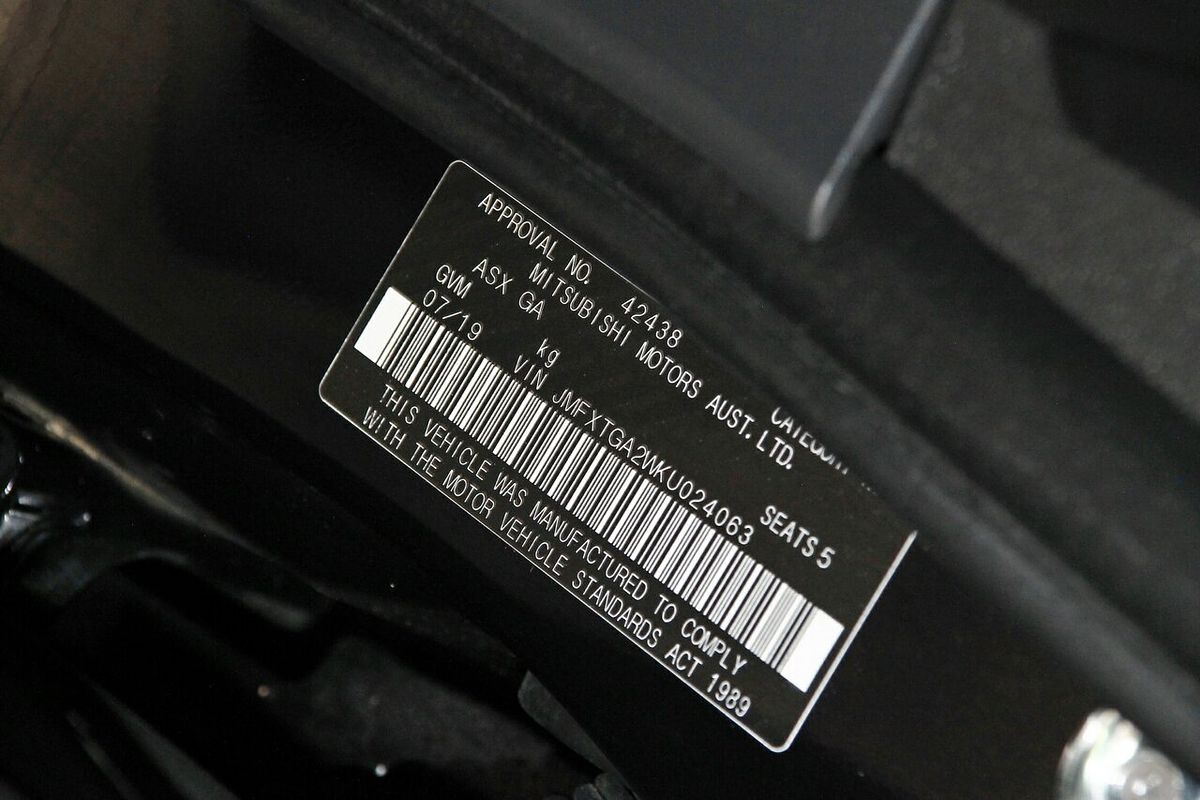 APPROVAL NO. 42438 CATEGORY
MITSUBISHI MOTORS AUST. LTD.
ASX GA SEATS 5
GVM kg
07/19 VIN JMFXTGA2WKU024063
THIS VEHICLE WAS MANUFACTURED TO COMPLY
WITH THE MOTOR VEHICLE STANDARDS ACT 1989